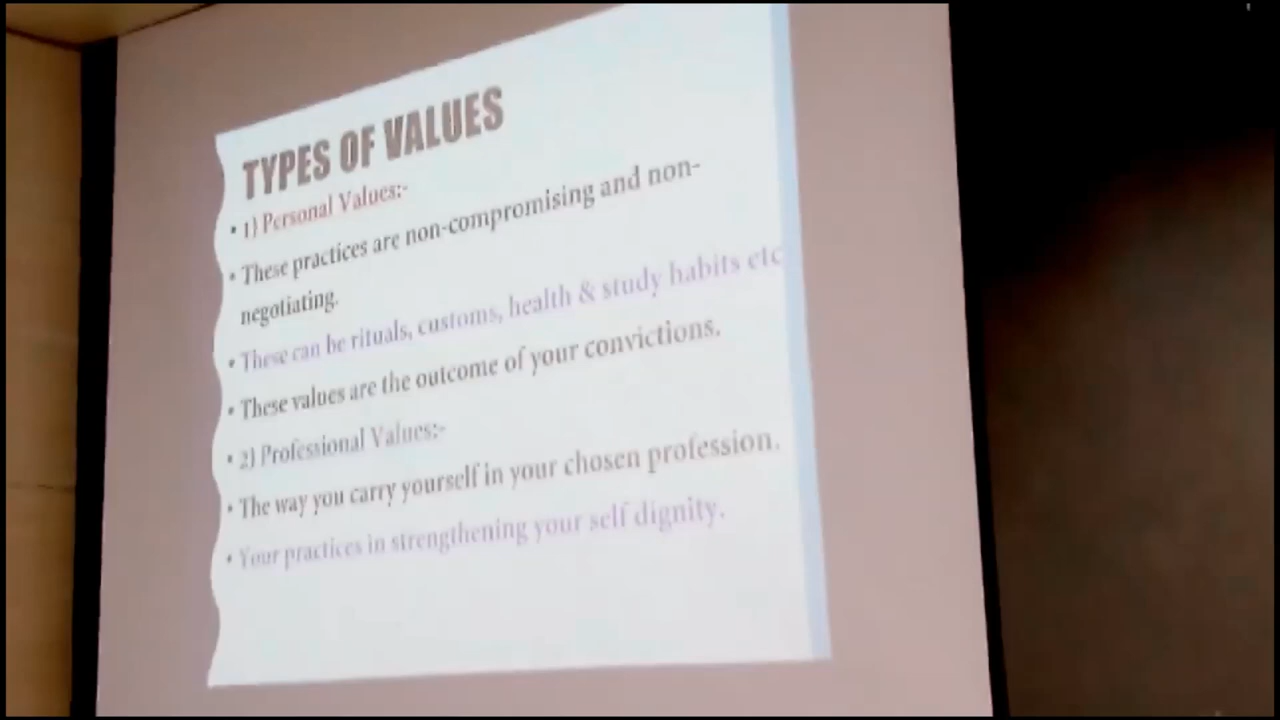 TYPES OF VALUES
• 1) Personal Values:-
• These practices are non-compromising and non-
negotiating.
• These can be rituals, customs, health & study habits etc
• These values are the outcome of your convictions.
• 2) Professional Values:-
• The way you carry yourself in your chosen profession.
• Your practices in strengthening your self dignity.